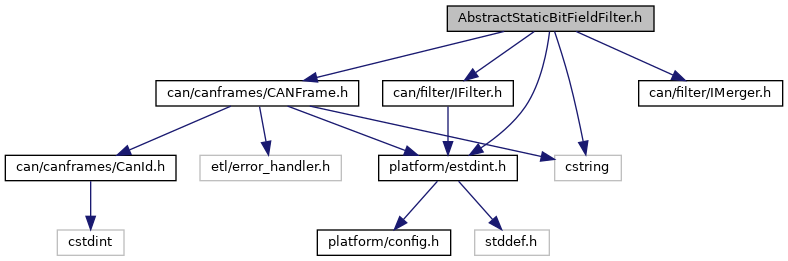 AbstractStaticBitFieldFilter.h
can/canframes/CANFrame.h
can/filter/IFilter.h
can/filter/IMerger.h
can/canframes/CanId.h
etl/error_handler.h
platform/estdint.h
cstring
cstdint
platform/config.h
stddef.h